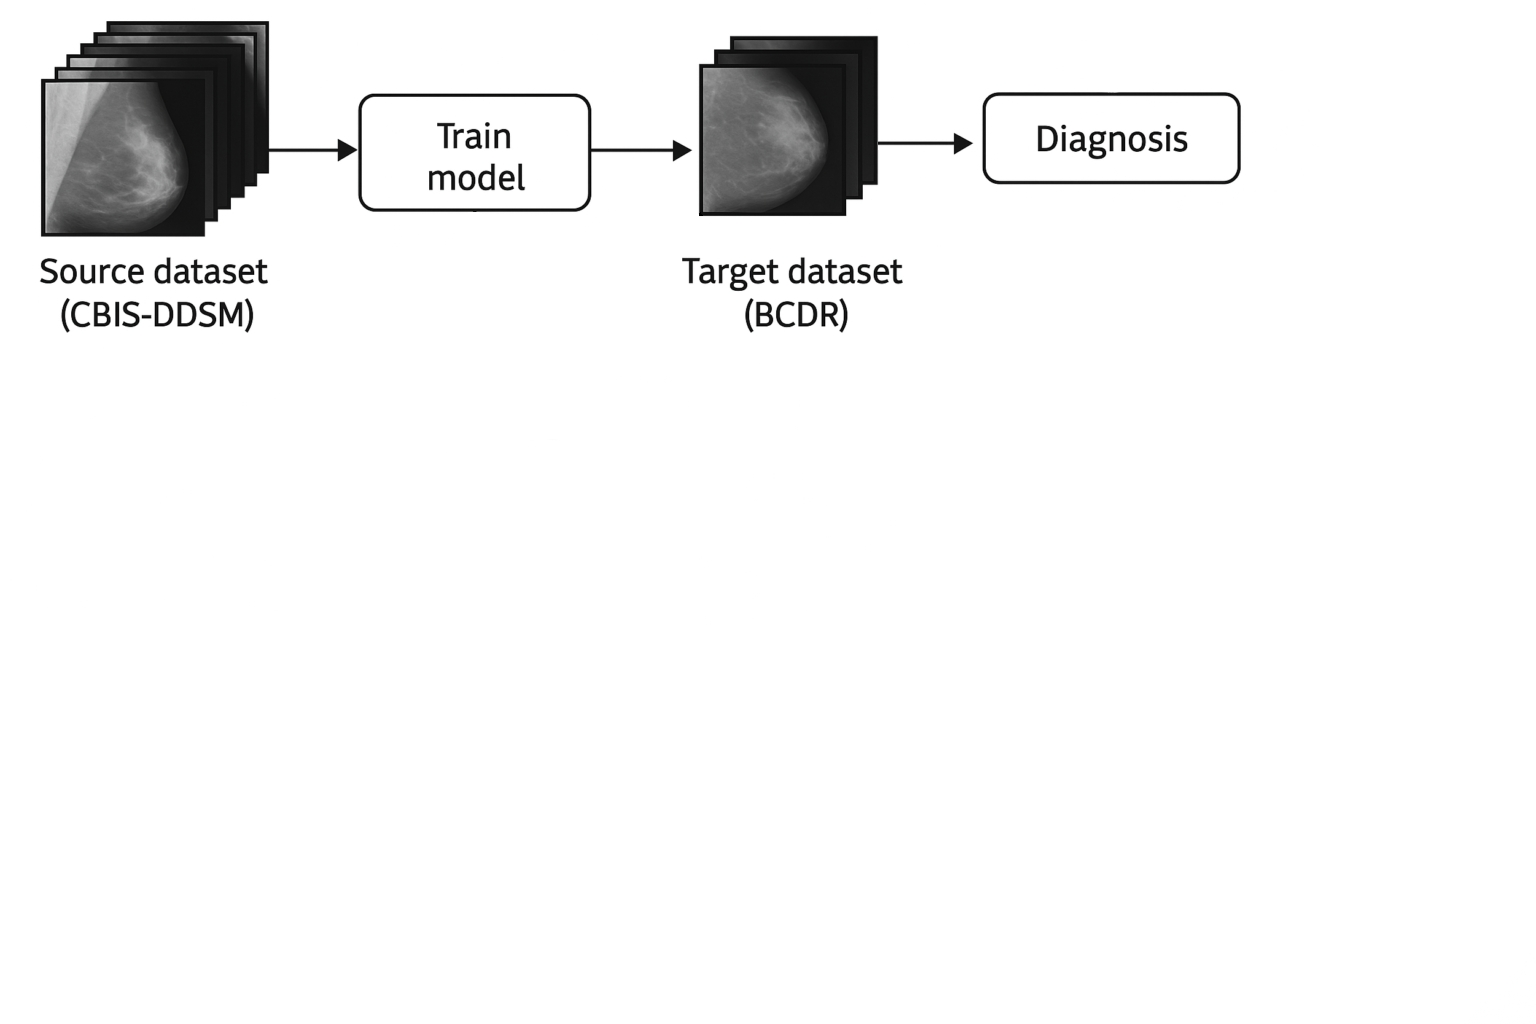 Train
model
Diagnosis
Source dataset
(CBIS-DDSM)
Target dataset
(BCDR)